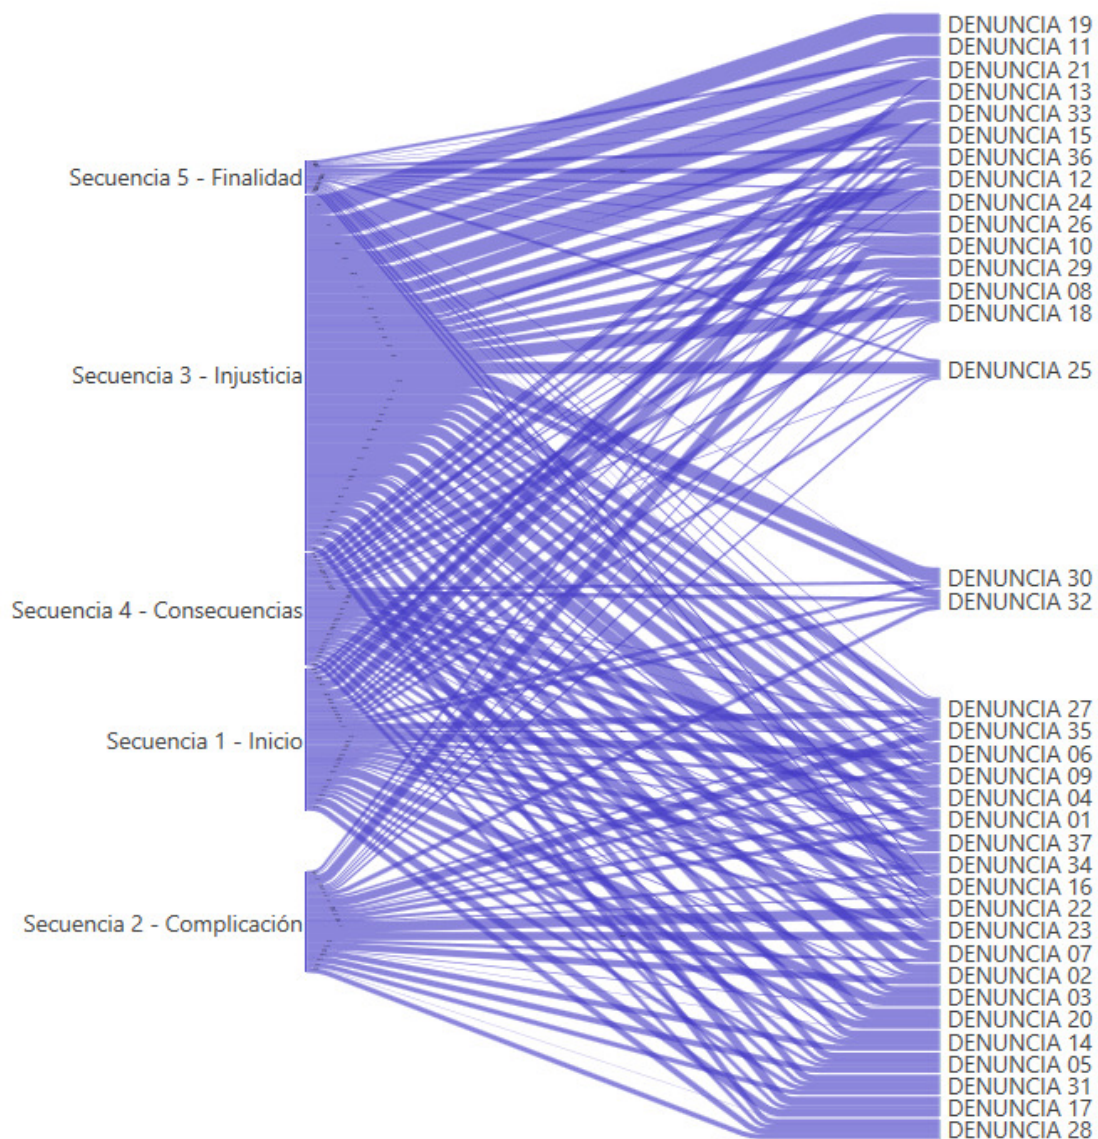 Secuencia 5 - Finalidad
Secuencia 3 - Injusticia
Secuencia 4 - Consecuencias
Secuencia 1 - Inicio
Secuencia 2 - Complicación
DENUNCIA 19
DENUNCIA 11
DENUNCIA 21
DENUNCIA 13
DENUNCIA 33
DENUNCIA 15
DENUNCIA 36
DENUNCIA 12
DENUNCIA 24
DENUNCIA 26
DENUNCIA 10
DENUNCIA 29
DENUNCIA 08
DENUNCIA 18
DENUNCIA 25
DENUNCIA 30
DENUNCIA 32
DENUNCIA 27
DENUNCIA 35
DENUNCIA 06
DENUNCIA 09
DENUNCIA 04
DENUNCIA 01
DENUNCIA 37
DENUNCIA 34
DENUNCIA 16
DENUNCIA 22
DENUNCIA 23
DENUNCIA 07
DENUNCIA 02
DENUNCIA 03
DENUNCIA 20
DENUNCIA 14
DENUNCIA 05
DENUNCIA 31
DENUNCIA 17
DENUNCIA 28